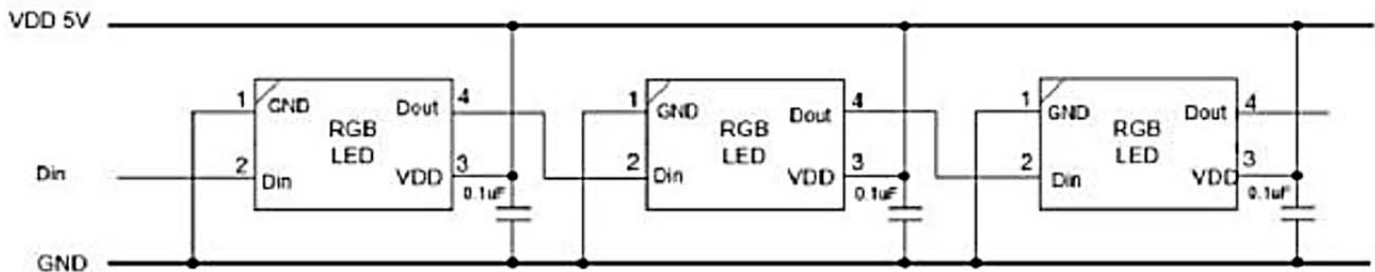 VDD 5V
1 GND Dout 4
RGB
LED
2 Din VDD 3
0.1uF
1 GND Dout 4
RGB
LED
2 Din VDD 3
0.1uF
1 GND Dout 4
RGB
LED
2 Din VDD 3
0.1uF
Din
GND